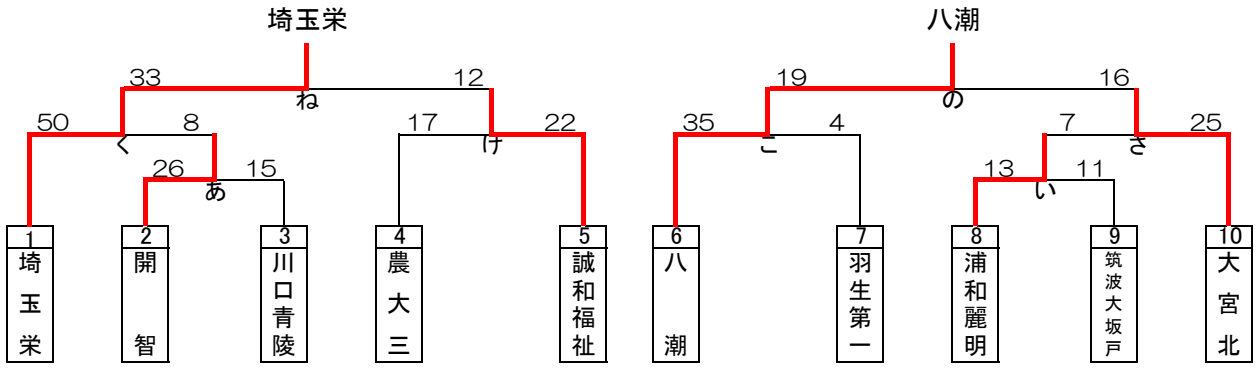 埼玉栄
八潮
33
12
19
16
ね
の
50
8
17
22
35
4
7
25
く
け
こ
さ
26
15
13
11
あ
い
1
2
3
4
5
6
7
8
9
10
埼玉栄
開智
川口青陵
農大三
誠和福祉
八潮
羽生第一
浦和麗明
筑波大坂戸
大宮北